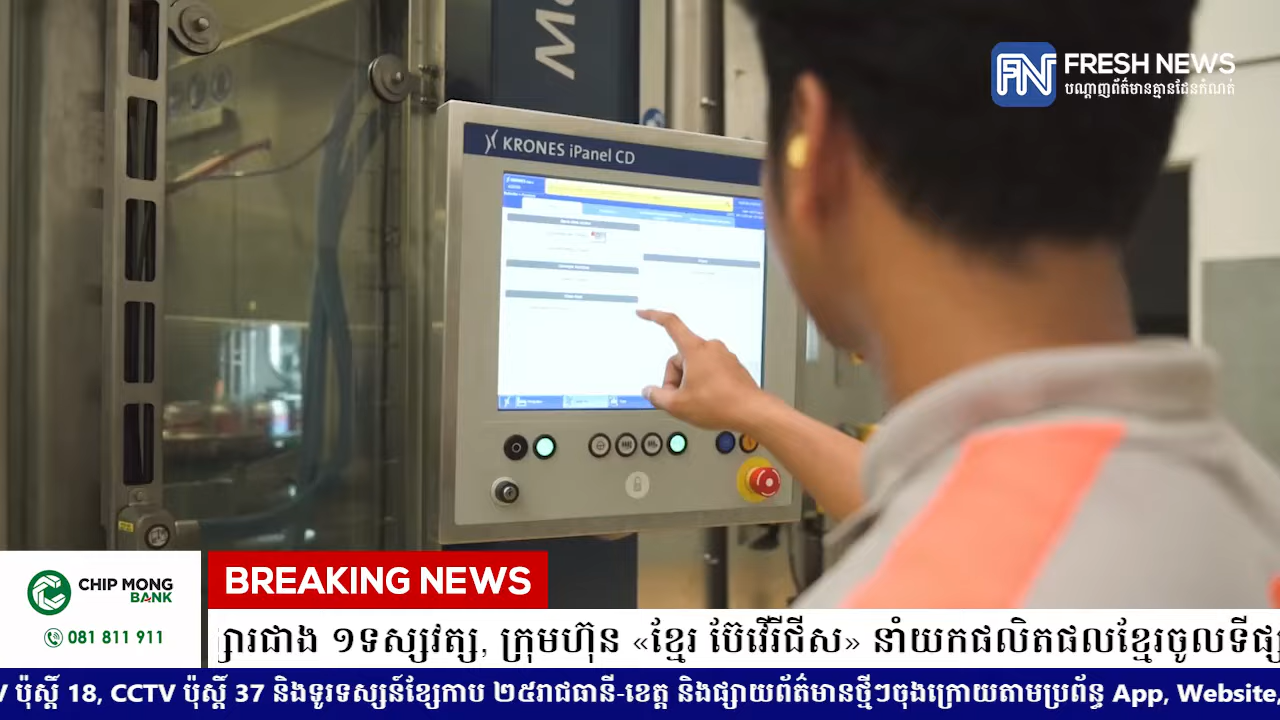 FRESH NEWS
បណ្តាញព័ត៌មានគ្មានដែនកំណត់
KRONES iPanel CD
CHIP MONG
BANK
081 811 911
BREAKING NEWS
ស្សារជាង ១ទស្សវត្ស, ក្រុមហ៊ុន «ខ្មែរ ប៊ែវើរីជីស» នាំយកផលិតផលខ្មែរចូលទីផ្ស
V ប៉ុស្តិ៍ 18, CCTV ប៉ុស្តិ៍ 37 និងទូរទស្សន៍ខ្សែកាប ២៥រាជធានី-ខេត្ត និងផ្សាយព័ត៌មានថ្មីៗចុងក្រោយតាមប្រព័ន្ធ App, Website,